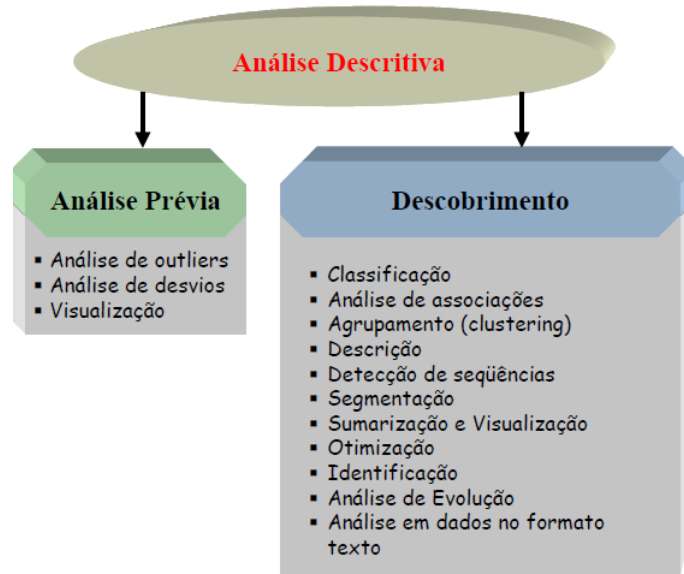 Análise Descritiva
Análise Prévia
▪ Análise de outliers
▪ Análise de desvios
▪ Visualização
Descobrimento
▪ Classificação
▪ Análise de associações
▪ Agrupamento (clustering)
▪ Descrição
▪ Detecção de seqüências
▪ Segmentação
▪ Sumarização e Visualização
▪ Otimização
▪ Identificação
▪ Análise de Evolução
▪ Análise em dados no formato
texto